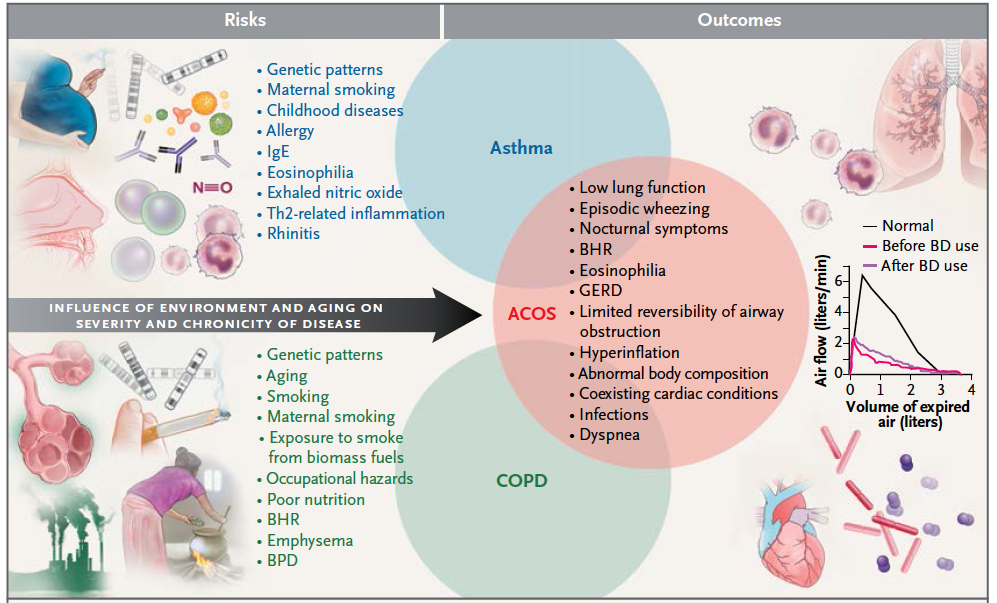 Risks
Outcomes
• Genetic patterns
• Maternal smoking
• Childhood diseases
• Allergy
• IgE
• Eosinophilia
• Exhaled nitric oxide
• Th2-related inflammation
• Rhinitis
N≡O
INFLUENCE OF ENVIRONMENT AND AGING ON
SEVERITY AND CHRONICITY OF DISEASE
• Genetic patterns
• Aging
• Smoking
• Maternal smoking
• Exposure to smoke
from biomass fuels
• Occupational hazards
• Poor nutrition
• BHR
• Emphysema
• BPD
Asthma
ACOS
COPD
• Low lung function
• Episodic wheezing
• Nocturnal symptoms
• BHR
• Eosinophilia
• GERD
• Limited reversibility of airway
obstruction
• Hyperinflation
• Abnormal body composition
• Coexisting cardiac conditions
• Infections
• Dyspnea
Normal
Before BD use
After BD use
Air flow (liters/min)
6
4
2
0
0 1 2 3 4
Volume of expired
air (liters)